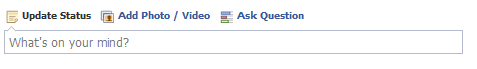 Update Status Add Photo / Video Ask Question
What's on your mind?